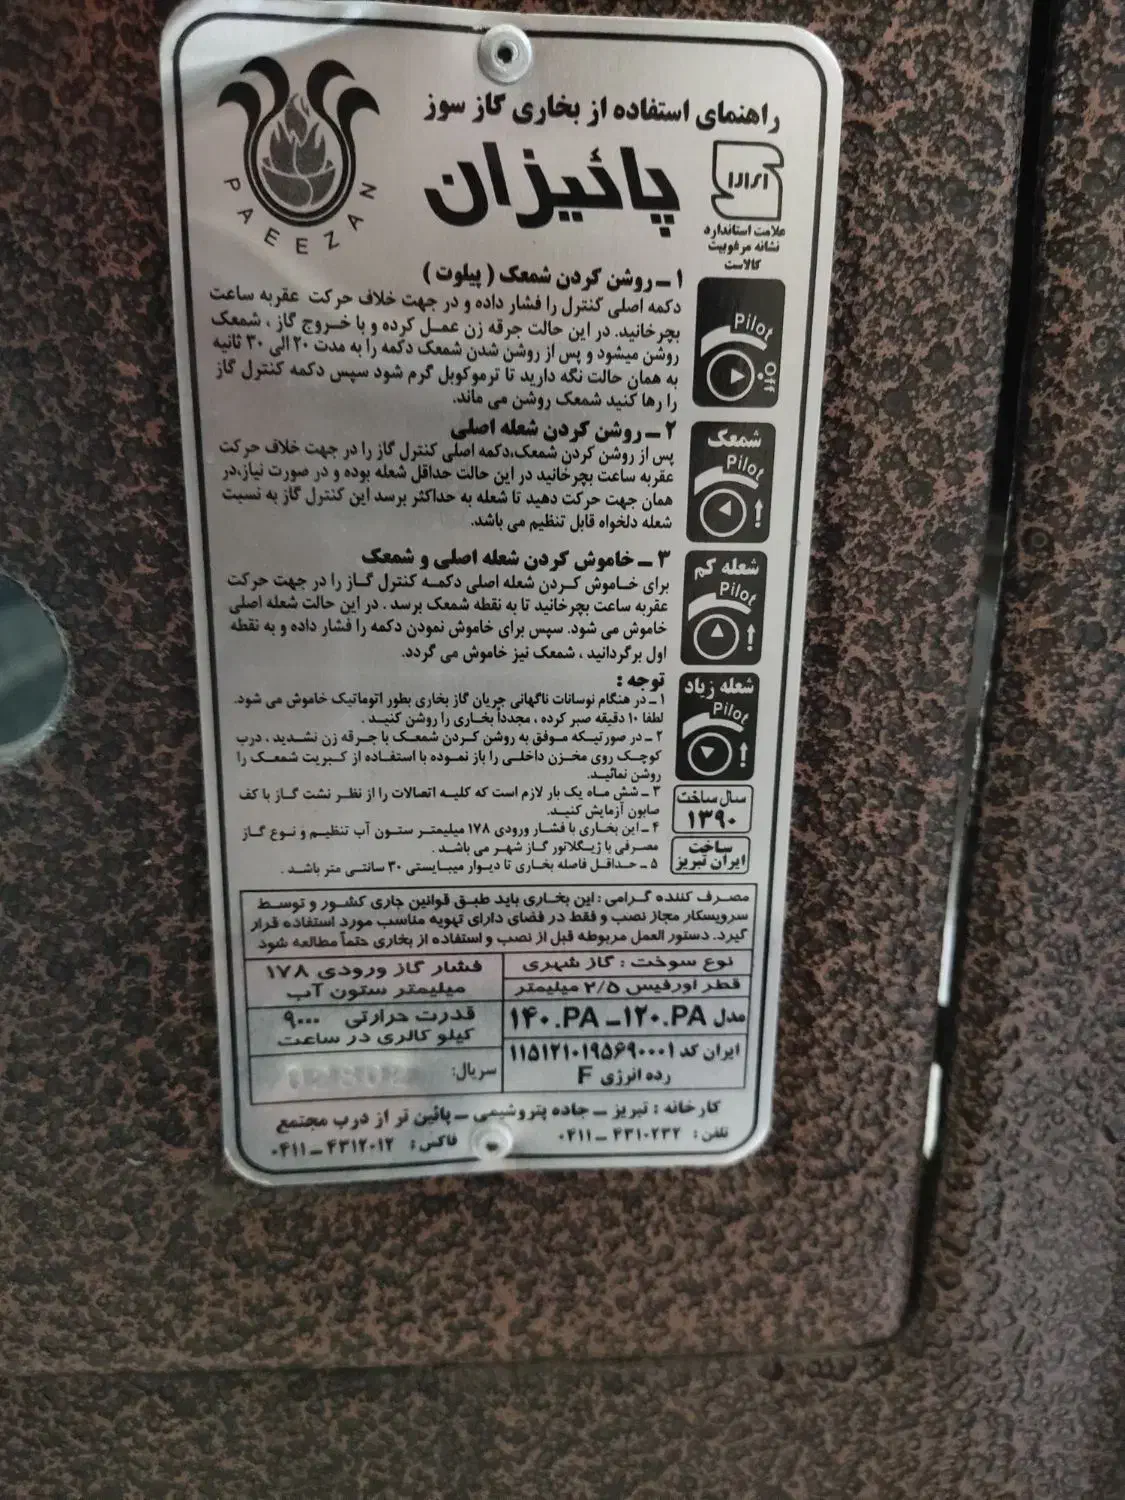 راهنمای استفاده از بخاری گاز سوز
پائیزان
PAEEZAN
علامت استاندارد
نشانه مرغوبیت
کالاست
۱ ـ روشن کردن شمعک ( پیلوت )
دکمه اصلی کنترل را فشار داده و در جهت خلاف حرکت عقربه ساعت
بچرخانید. در این حالت جرقه زن عمل کرده و با خروج گاز ، شمعک
روشن میشود و پس از روشن شدن شمعک دکمه را به مدت ۲۰ الی ۳۰ ثانیه
به همان حالت نگه دارید تا ترموکوبل گرم شود سپس دکمه کنترل گاز
را رها کنید شمعک روشن می ماند.
Pilot
Off
۲ ـ روشن کردن شعله اصلی
پس از روشن کردن شمعک،دکمه اصلی کنترل گاز را در جهت خلاف حرکت
عقربه ساعت بچرخانید در این حالت حداقل شعله بوده و در صورت نیاز،در
همان جهت حرکت دهید تا شعله به حداکثر برسد این کنترل گاز به نسبت
شعله دلخواه قابل تنظیم می باشد.
شمعک
Pilot
۳ ـ خاموش کردن شعله اصلی و شمعک
برای خاموش کردن شعله اصلی دکمه کنترل گاز را در جهت حرکت
عقربه ساعت بچرخانید تا به نقطه شمعک برسد . در این حالت شعله اصلی
خاموش می شود. سپس برای خاموش نمودن دکمه را فشار داده و به نقطه
اول برگردانید ، شمعک نیز خاموش می گردد.
شعله کم
Pilot
توجه :
۱ ـ در هنگام نوسانات ناگهانی جریان گاز بخاری بطور اتوماتیک خاموش می شود.
لطفا ۱۰ دقیقه صبر کرده ، مجدداً بخاری را روشن کنید .
۲ ـ در صورتیکه موفق به روشن کردن شمعک با جرقه زن نشدید ، درب
کوچک روی مخزن داخلی را باز نموده با استفاده از کبریت شمعک را
روشن نمائید.
۳ ـ شش ماه یک بار لازم است که کلیه اتصالات را از نظر نشت گاز با کف
صابون آزمایش کنید.
۴ ـ این بخاری با فشار ورودی ۱۷۸ میلیمتر ستون آب تنظیم و نوع گاز
مصرفی با رگلاتور گاز شهر می باشد .
۵ ـ حداقل فاصله بخاری تا دیوار میبایستی ۳۰ سانتی متر باشد .
شعله زیاد
Pilot
سال ساخت
۱۳۹۰
ساخت
ایران تبریز
مصرف کننده گرامی : این بخاری باید طبق قوانین جاری کشور و توسط
سرویسکار مجاز نصب و فقط در فضای دارای تهویه مناسب مورد استفاده قرار
گیرد. دستور العمل مربوطه قبل از نصب و استفاده از بخاری حتماً مطالعه شود
نوع سوخت : گاز شهری
قطر اورفیس ۲/۵ میلیمتر
فشار گاز ورودی ۱۷۸
میلیمتر ستون آب
مدل ۱۲۰.PA ـ ۱۴۰.PA
قدرت حرارتی ۹۰۰۰
کیلو کالری در ساعت
ایران کد ۱۱۵۱۲۱۰۱۹۵۶۹۰۰۰۱
رده انرژی F
سریال:
کارخانه : تبریز ـ جاده پتروشیمی ـ پائین تر از درب مجتمع
تلفن : ۴۳۱۰۲۳۲ ـ ۰۴۱۱
فاکس : ۴۳۱۲۰۱۲ ـ ۰۴۱۱